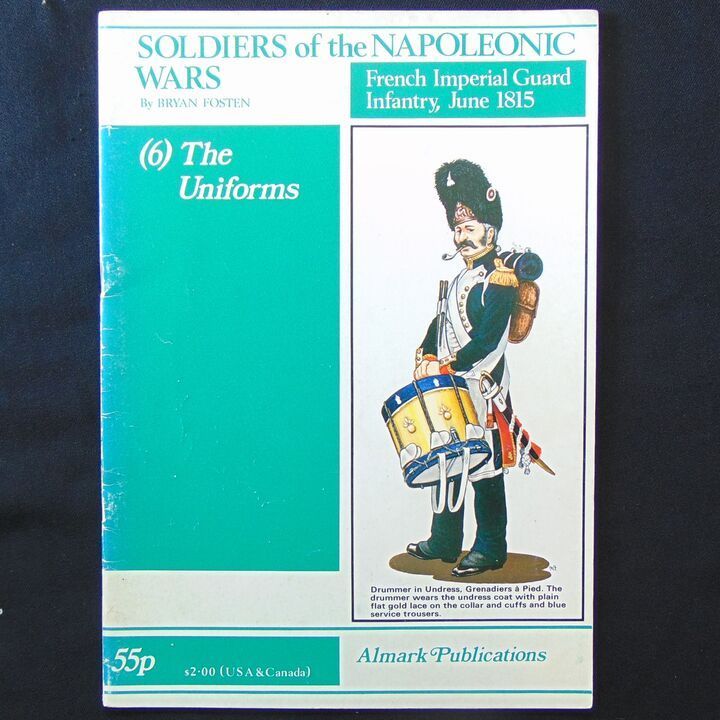 SOLDIERS of the NAPOLEONIC
WARS
By BRYAN FOSTEN
French Imperial Guard
Infantry, June 1815
(6) The
Uniforms
Drummer in Undress, Grenadiers à Pied. The
drummer wears the undress coat with plain
flat gold lace on the collar and cuffs and blue
service trousers.
55p
$2·00 (USA & Canada)
Almark Publications